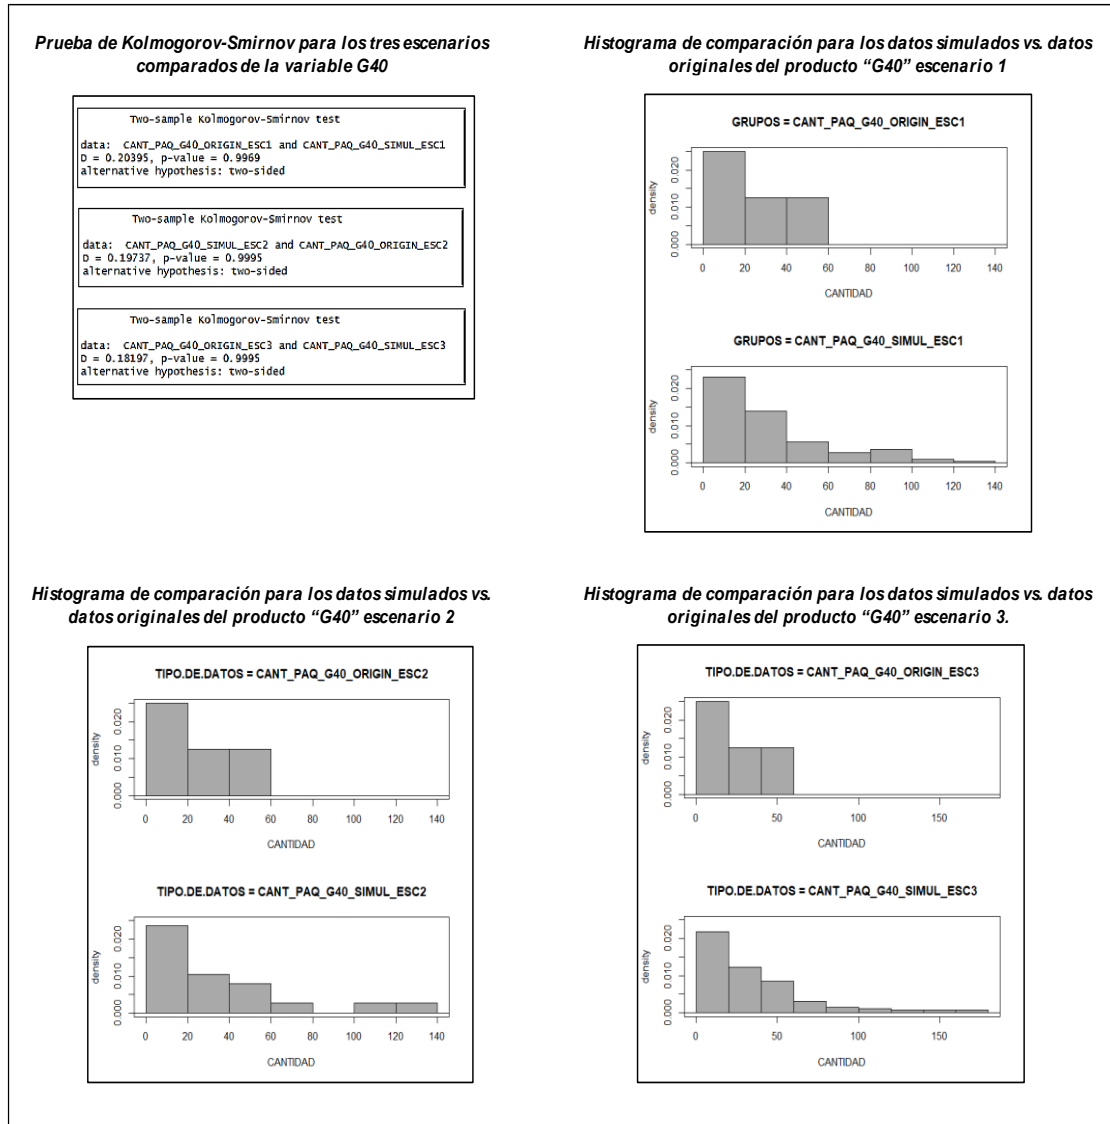 Prueba de Kolmogorov-Smirnov para los tres escenarios
comparados de la variable G40
Two-sample Kolmogorov-Smirnov test
data: CANT_PAQ_G40_ORIGIN_ESC1 and CANT_PAQ_G40_SIMUL_ESC1
D = 0.20395, p-value = 0.9969
alternative hypothesis: two-sided
Two-sample Kolmogorov-Smirnov test
data: CANT_PAQ_G40_SIMUL_ESC2 and CANT_PAQ_G40_ORIGIN_ESC2
D = 0.19737, p-value = 0.9995
alternative hypothesis: two-sided
Two-sample Kolmogorov-Smirnov test
data: CANT_PAQ_G40_ORIGIN_ESC3 and CANT_PAQ_G40_SIMUL_ESC3
D = 0.18197, p-value = 0.9995
alternative hypothesis: two-sided
Histograma de comparación para los datos simulados vs. datos
originales del producto “G40” escenario 1
GRUPOS = CANT_PAQ_G40_ORIGIN_ESC1
density
0.000 0.010 0.020
0 20 40 60 80 100 120 140
CANTIDAD
GRUPOS = CANT_PAQ_G40_SIMUL_ESC1
density
0.000 0.010 0.020
0 20 40 60 80 100 120 140
CANTIDAD
Histograma de comparación para los datos simulados vs.
datos originales del producto “G40” escenario 2
TIPO.DE.DATOS = CANT_PAQ_G40_ORIGIN_ESC2
density
0.000 0.010 0.020
0 20 40 60 80 100 120 140
CANTIDAD
TIPO.DE.DATOS = CANT_PAQ_G40_SIMUL_ESC2
density
0.000 0.010 0.020
0 20 40 60 80 100 120 140
CANTIDAD
Histograma de comparación para los datos simulados vs. datos
originales del producto “G40” escenario 3.
TIPO.DE.DATOS = CANT_PAQ_G40_ORIGIN_ESC3
density
0.000 0.010 0.020
0 50 100 150
CANTIDAD
TIPO.DE.DATOS = CANT_PAQ_G40_SIMUL_ESC3
density
0.000 0.010 0.020
0 50 100 150
CANTIDAD